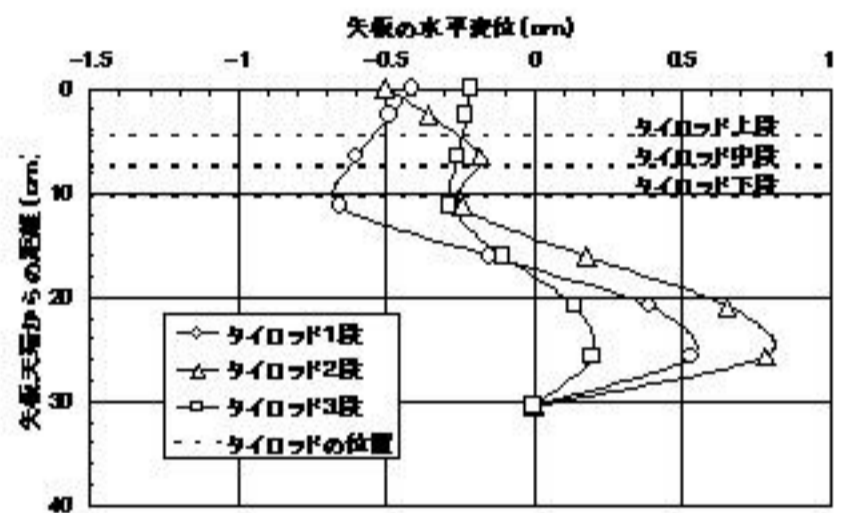 矢板の水平変位(cm)
-1.5 -1 -0.5 0 0.5 1
0
タイロッド上段
タイロッド中段
10
タイロッド下段
矢板天端からの距離(cm)
20
タイロッド1段
タイロッド2段
タイロッド3段
タイロッドの位置
30
40